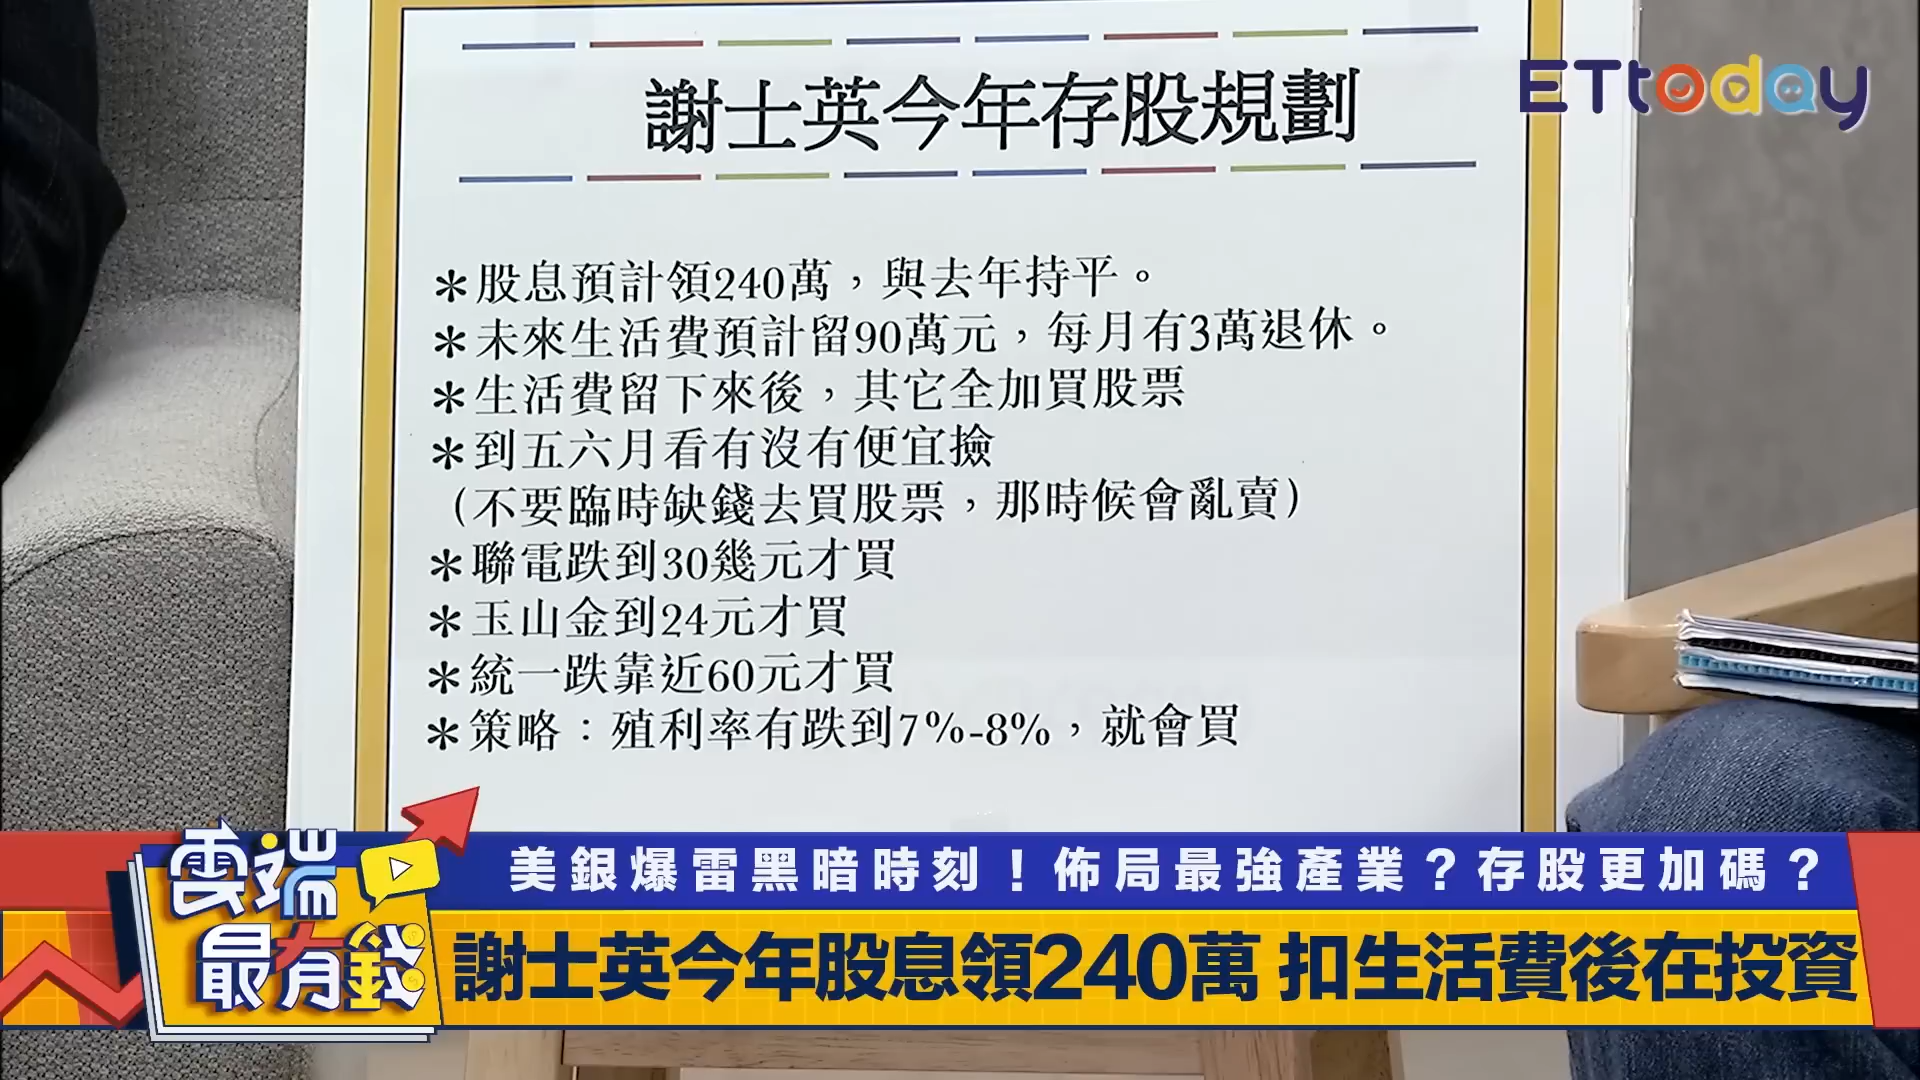 ETtoday
謝士英今年存股規劃
＊股息預計領240萬，與去年持平。
＊未來生活費預計留90萬元，每月有3萬退休。
＊生活費留下來後，其它全加買股票
＊到五六月看有沒有便宜撿
（不要臨時缺錢去買股票，那時候會亂賣）
＊聯電跌到30幾元才買
＊玉山金到24元才買
＊統一跌靠近60元才買
＊策略：殖利率有跌到7%-8%，就會買
雲端最有錢
美銀爆雷黑暗時刻！佈局最強產業？存股更加碼？
謝士英今年股息領240萬 扣生活費後在投資